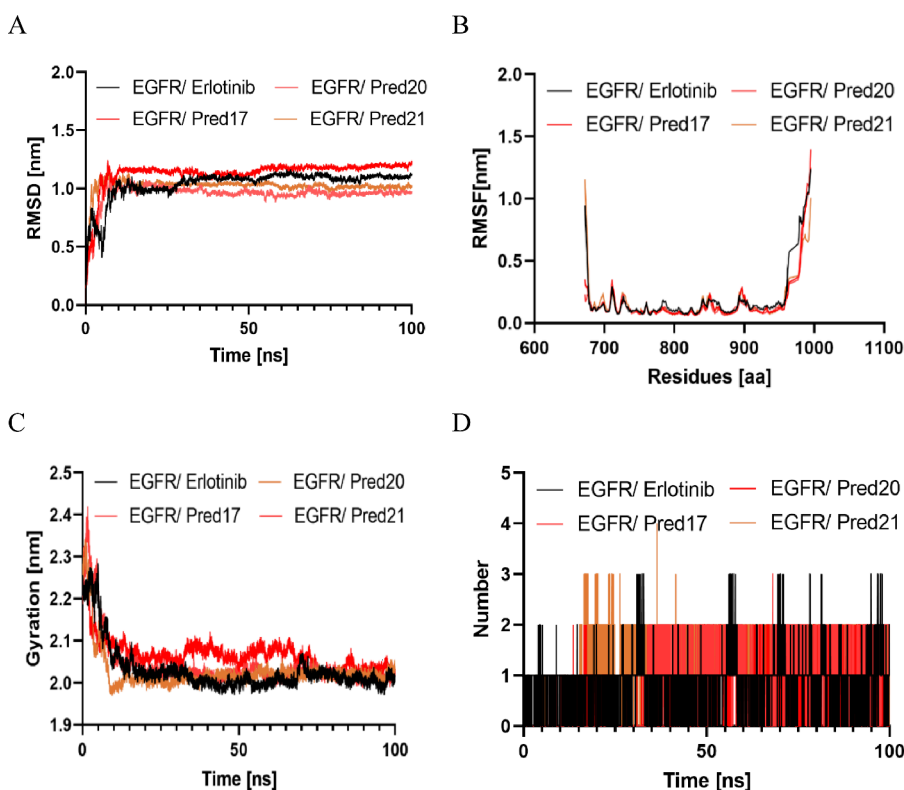 A
2.0
1.5
1.0
0.5
0.0
RMSD [nm]
EGFR/ Erlotinib
EGFR/ Pred20
EGFR/ Pred17
EGFR/ Pred21
0
50
100
Time [ns]
B
2.0
1.5
1.0
0.5
0.0
RMSF[nm]
EGFR/ Erlotinib
EGFR/ Pred20
EGFR/ Pred17
EGFR/ Pred21
600
700
800
900
1000
1100
Residues [aa]
C
2.5
2.4
2.3
2.2
2.1
2.0
1.9
Gyration [nm]
EGFR/ Erlotinib
EGFR/ Pred20
EGFR/ Pred17
EGFR/ Pred21
0
50
100
Time [ns]
D
5
4
3
2
1
0
Number
EGFR/ Erlotinib
EGFR/ Pred20
EGFR/ Pred17
EGFR/ Pred21
0
50
100
Time [ns]